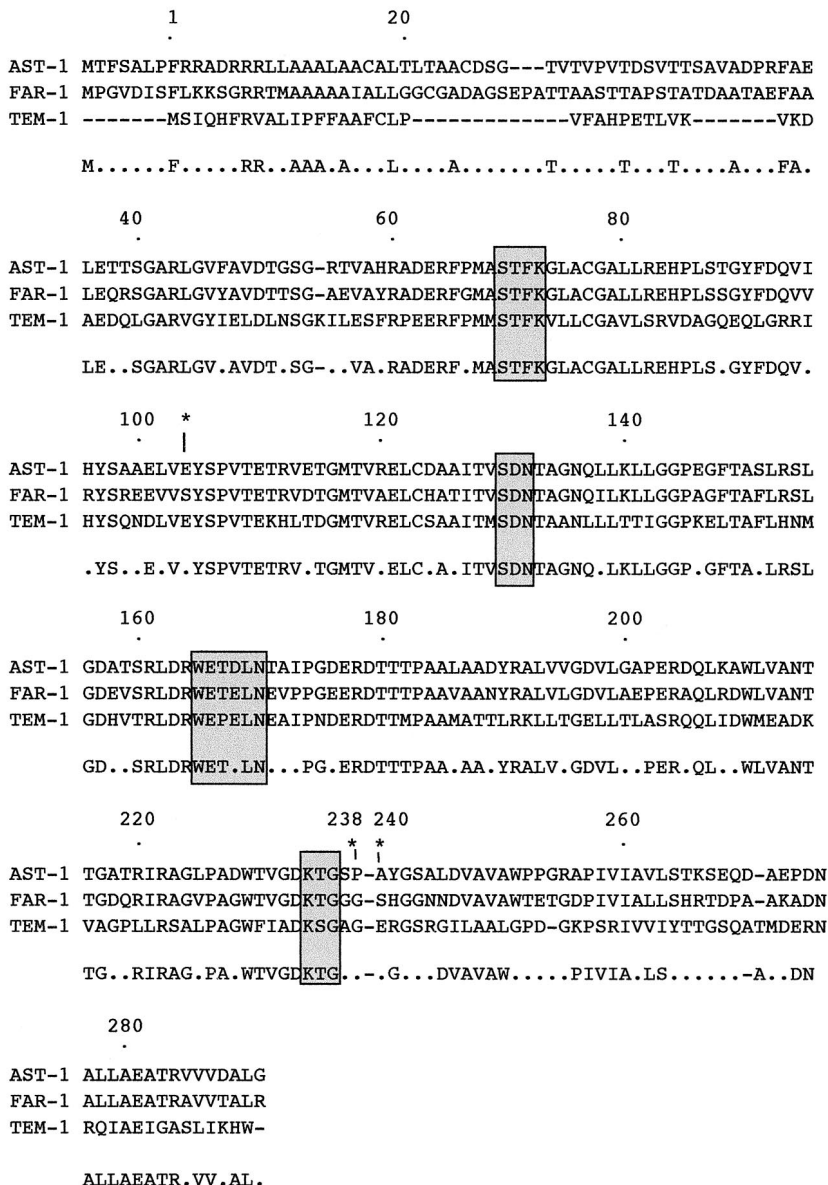 1 20
. .
AST-1 MTFSALPFRRADRRRLLAAALAACALTLTAACDSG---TVTVPVTDSVTTSAVADPRFAE
FAR-1 MPGVDISFLKKSGRRTMAAAAAIALLGGCGADAGSEPATTAASTTAPSTATDAATAEFAA
TEM-1 -------MSIQHFRVALIPFFAAFCLP------------VFAHPETLVK-------VKD
M......F.....RR..AAA.A...L....A.......T....T...T....A...FA.
40 60 80
. . .
AST-1 LETTSGARLGVFAVDTGSG-RTVAHRADERFPMASTFKGLACGALLREHPLSTGYFDQVI
FAR-1 LEQRSGARLGVYAVDTTSG-AEVAYRADERFGMASTFKGLACGALLREHPLSSGYFDQVV
TEM-1 AEDQLGARVGYIELDLNSGKILESFRPEERFPMMSTFKVLLCGAVLSRVDAGQEQLGRRI
LE..SGARLGV.AVDT.SG-..VA.RADERF.MASTFKGLACGALLREHPLS.GYFDQV.
100 * 120 140
. | . .
AST-1 HYSAAELVEYSPVTETRVETGMTVRELCDAAITVSDNTAGNQLLKLLGGPEGFTASLRSL
FAR-1 RYSREEVVSYSPVTETRVDTGMTVAELCHATITVSDNTAGNQILKLLGGPAGFTAFLRSL
TEM-1 HYSQNDLVEYSPVTEKHLTDGMTVRELCSAAITMSDNTAANLLLTTIGGPKELTAFLHNM
.YS..E.V.YSPVTETRV.TGMTV.ELC.A.ITVSDNTAGNQ.LKLLGGP.GFTA.LRSL
160 180 200
. . .
AST-1 GDATSRLDRWETDLNTAIPGDERDTTTPAALAADYRALVVGDVLGAPERDQLKAWLVANT
FAR-1 GDEVSRLDRWETELNEVPPGEERDTTTPAAVAANYRALVLGDVLAEPERAQLRDWLVANT
TEM-1 GDHVTRLDRWEPELNEAIPNDERDTTMPAAMATTLRKLLTGELLTLASRQQLIDWMEADK
GD..SRLDRWET.LN...PG.ERDTTTPAA.AA.YRALV.GDVL..PER.QL..WLVANT
220 238 240 260
. * * .
AST-1 TGATRIRAGLPADWTVGDKTGSP-AYGSALDVAVAWPPGRAPIVIAVLSTKSEQD-AEPDN
FAR-1 TGDQRIRAGVPAGWTVGDKTGGG-SHGGNNDVAVAWTETGDPIVIALLSHRTDPA-AKADN
TEM-1 VAGPLLRSALPAGWFIADKSGAG-ERGSRGILAALGPD-GKPSRIVVIYTTGSQATMDERN
TG..RIRAG.PA.WTVGDKTG..-.G...DVAVAW.....PIVIA.LS.......-A..DN
280
.
AST-1 ALLAEATRVVVDALG
FAR-1 ALLAEATRAVVTALR
TEM-1 RQIAEIGASLIKHW-
ALLAEATR.VV.AL.